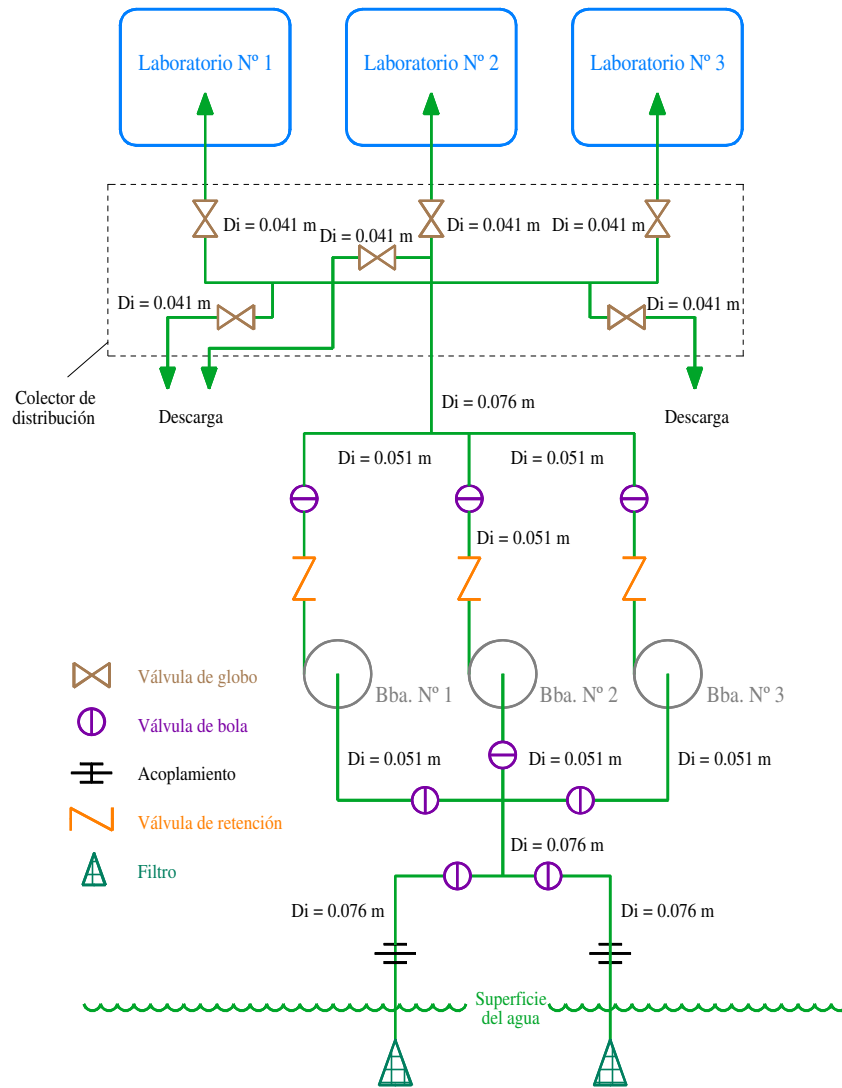 Laboratorio Nº 1
Laboratorio Nº 2
Laboratorio Nº 3
Di = 0.041 m
Di = 0.041 m
Di = 0.041 m
Di = 0.041 m
Di = 0.041 m
Di = 0.041 m
Colector de
distribución
Descarga
Descarga
Di = 0.076 m
Di = 0.051 m
Di = 0.051 m
Di = 0.051 m
Bba. Nº 1
Bba. Nº 2
Bba. Nº 3
Válvula de globo
Válvula de bola
Acoplamiento
Válvula de retención
Filtro
Di = 0.051 m
Di = 0.051 m
Di = 0.051 m
Di = 0.076 m
Di = 0.076 m
Di = 0.076 m
Superficie
del agua